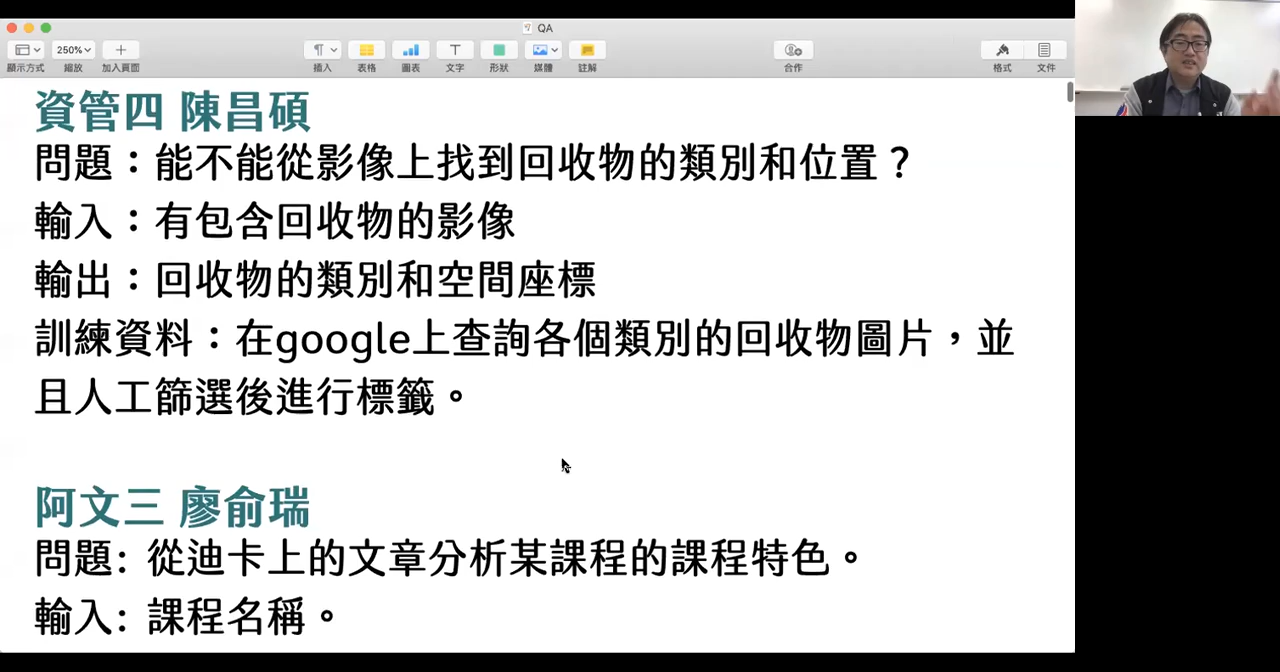 QA
250%
顯示方式
縮放
加入頁面
插入
表格
圖表
文字
形狀
媒體
註解
合作
格式
文件
資管四 陳昌碩
問題：能不能從影像上找到回收物的類別和位置？
輸入：有包含回收物的影像
輸出：回收物的類別和空間座標
訓練資料：在google上查詢各個類別的回收物圖片，並
且人工篩選後進行標籤。
阿文三 廖俞瑞
問題: 從迪卡上的文章分析某課程的課程特色。
輸入: 課程名稱。